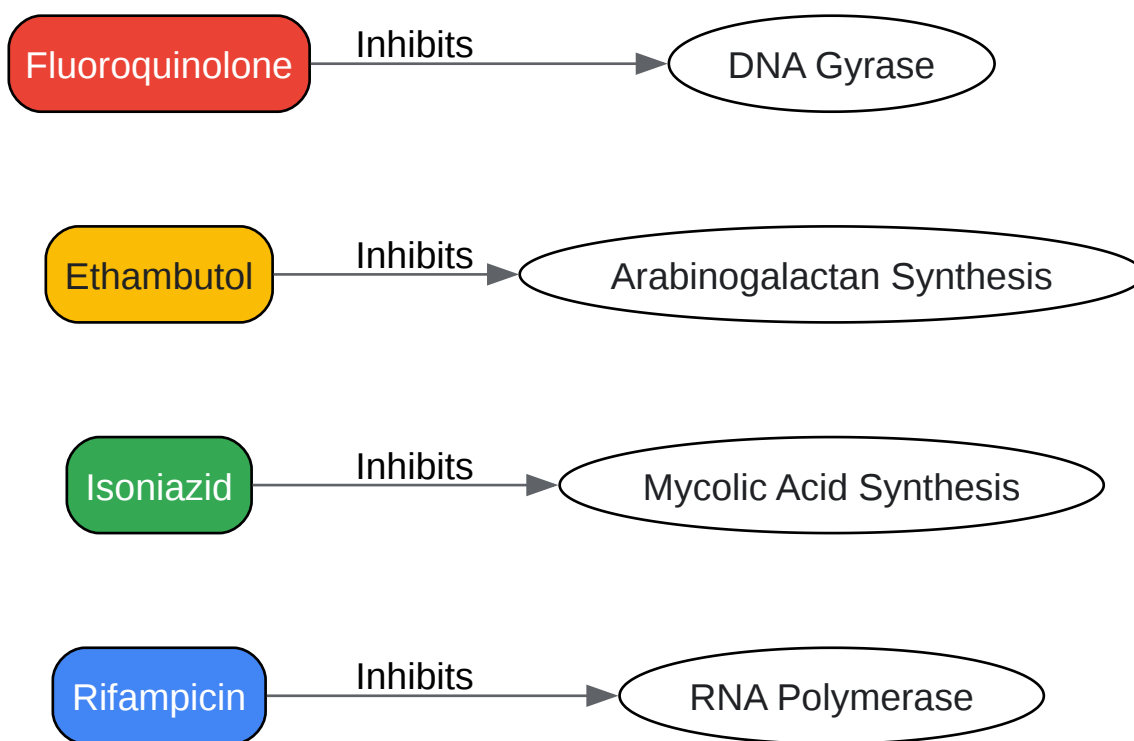 Fluoroquinolone Inhibits DNA Gyrase
Ethambutol Inhibits Arabinogalactan Synthesis
Isoniazid Inhibits Mycolic Acid Synthesis
Rifampicin Inhibits RNA Polymerase